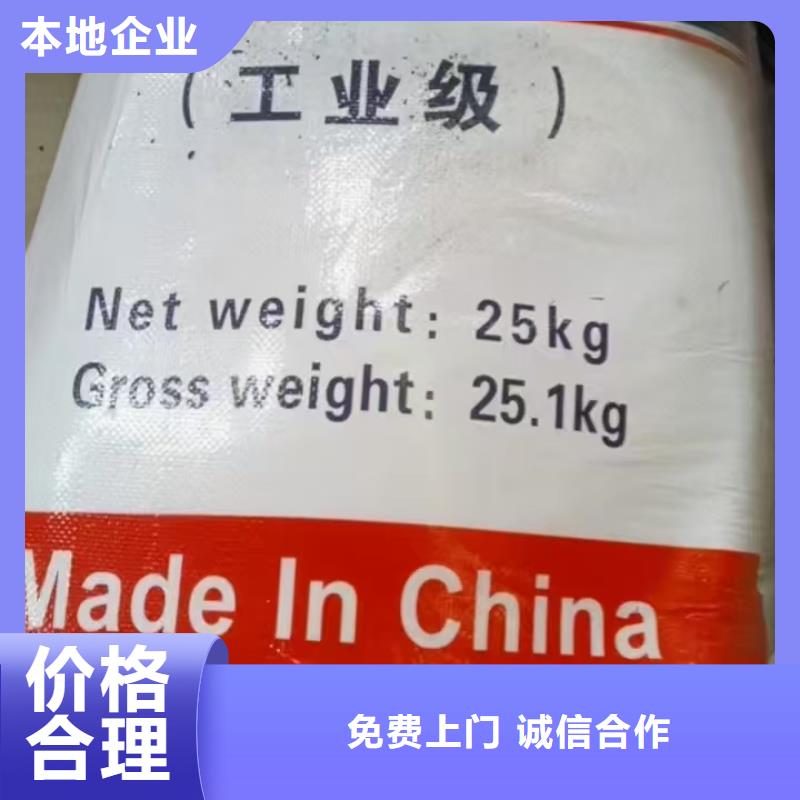 本地企业
（工业级）
Net weight: 25kg
Gross weight: 25.1kg
Made In China
价格
合理
免费上门 诚信合作